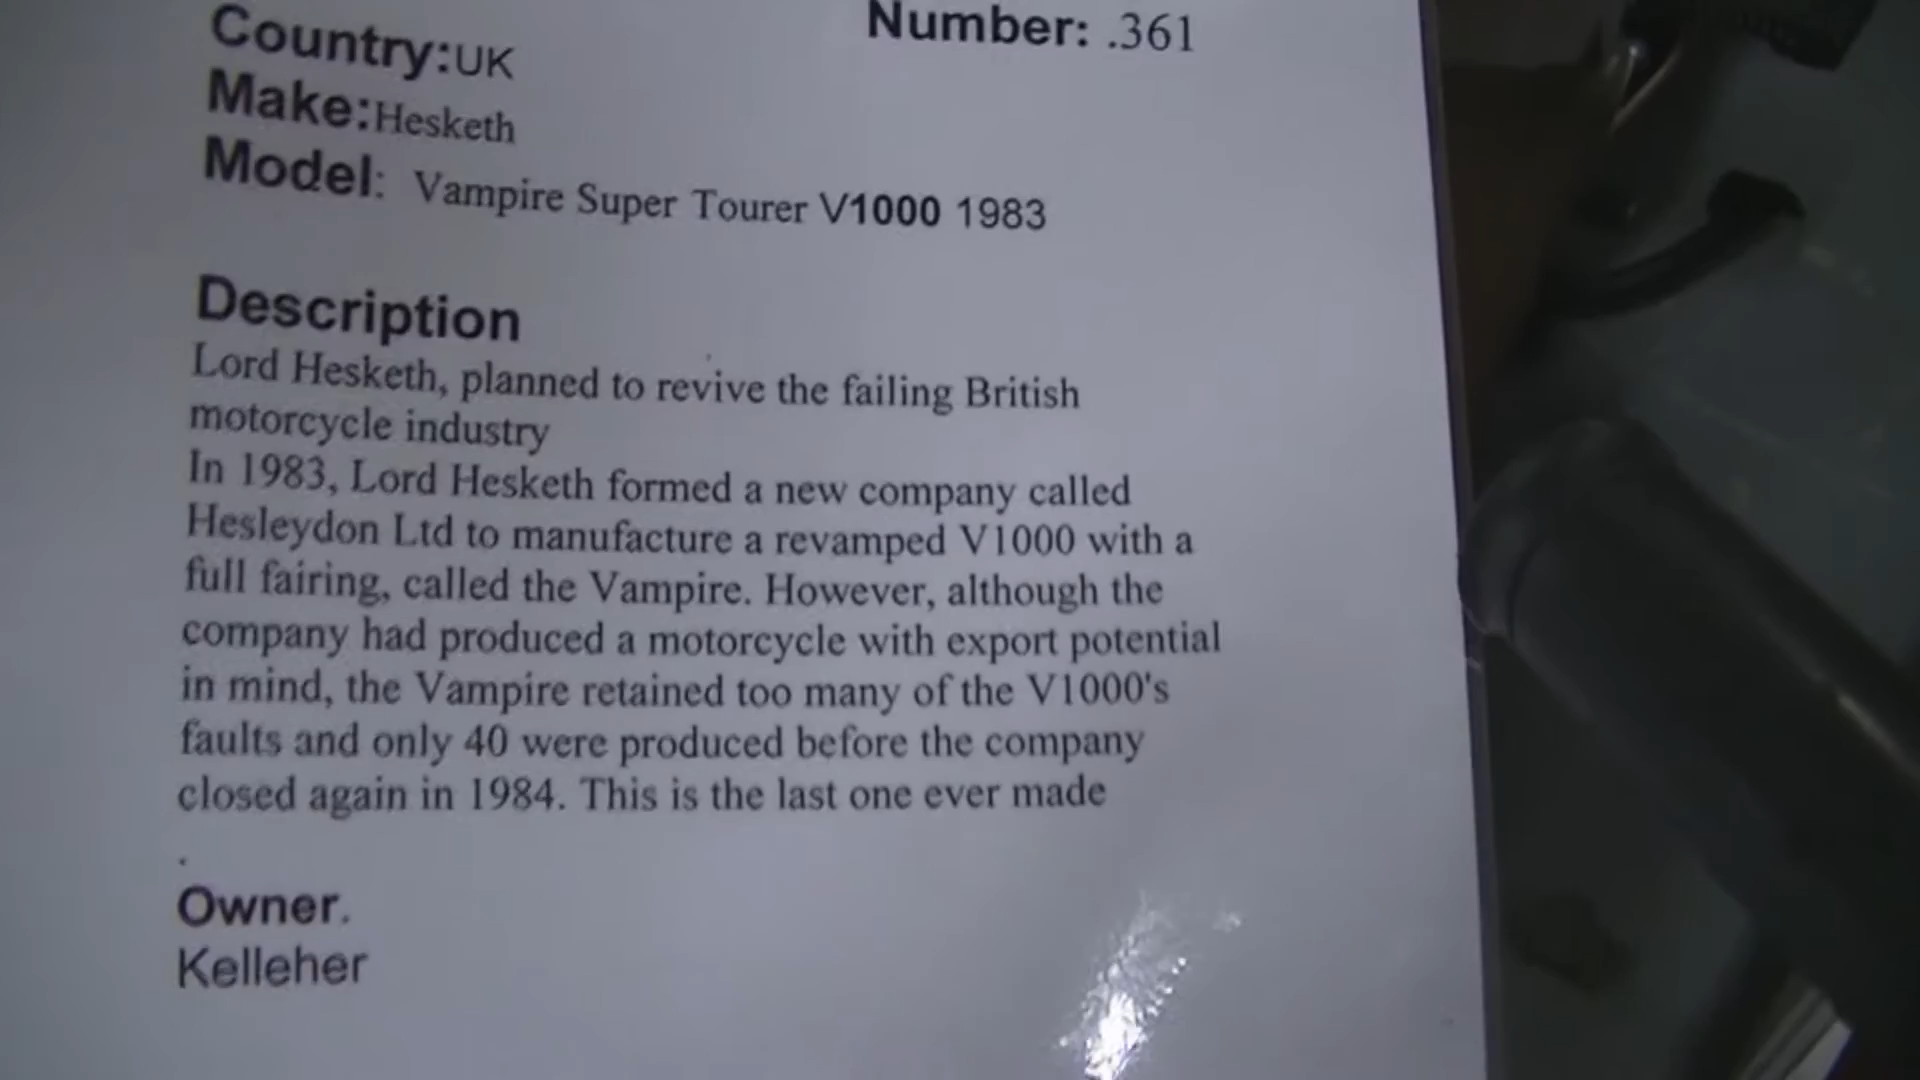 Country:UK
Number: .361
Make:Hesketh
Model: Vampire Super Tourer V1000 1983
Description
Lord Hesketh, planned to revive the failing British
motorcycle industry
In 1983, Lord Hesketh formed a new company called
Hesleydon Ltd to manufacture a revamped V1000 with a
full fairing, called the Vampire. However, although the
company had produced a motorcycle with export potential
in mind, the Vampire retained too many of the V1000's
faults and only 40 were produced before the company
closed again in 1984. This is the last one ever made
.
Owner.
Kelleher